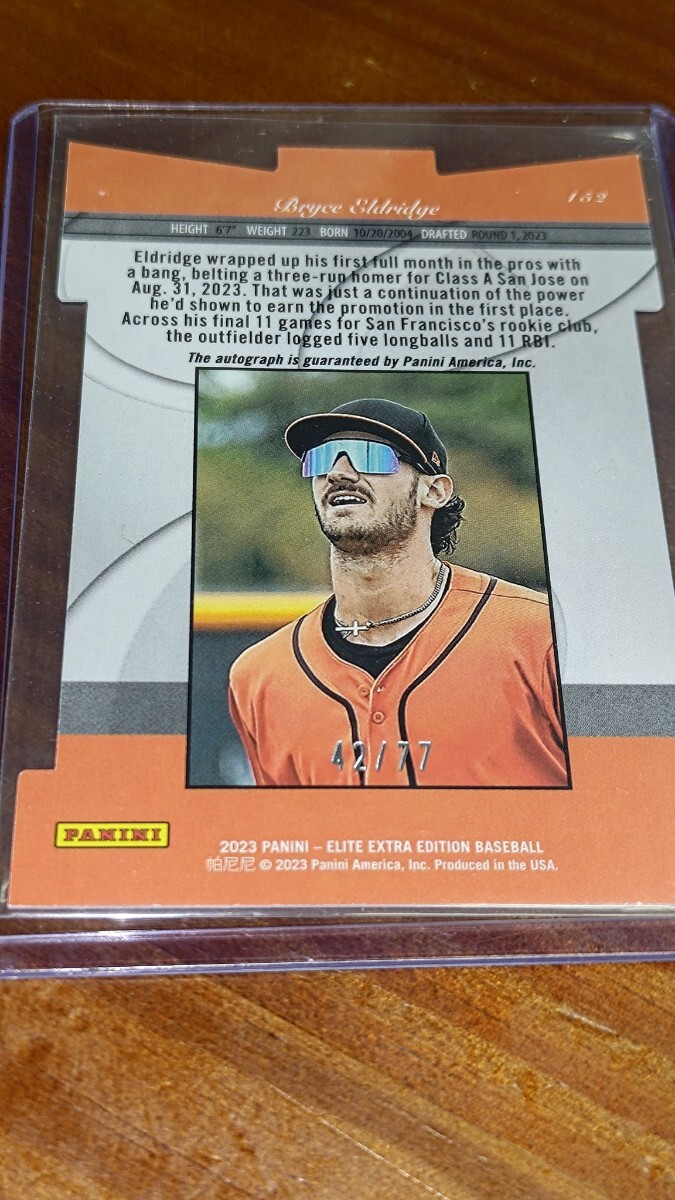 Bryce Eldridge
152
HEIGHT 6'7" WEIGHT 223 BORN 10/20/2004 DRAFTED ROUND 1, 2023
Eldridge wrapped up his first full month in the pros with
a bang, belting a three-run homer for Class A San Jose on
Aug. 31, 2023. That was just a continuation of the power
he'd shown to earn the promotion in the first place.
Across his final 11 games for San Francisco's rookie club,
the outfielder logged five longballs and 11 RBI.
The autograph is guaranteed by Panini America, Inc.
42/77
PANINI
2023 PANINI – ELITE EXTRA EDITION BASEBALL
帕尼尼 © 2023 Panini America, Inc. Produced in the USA.